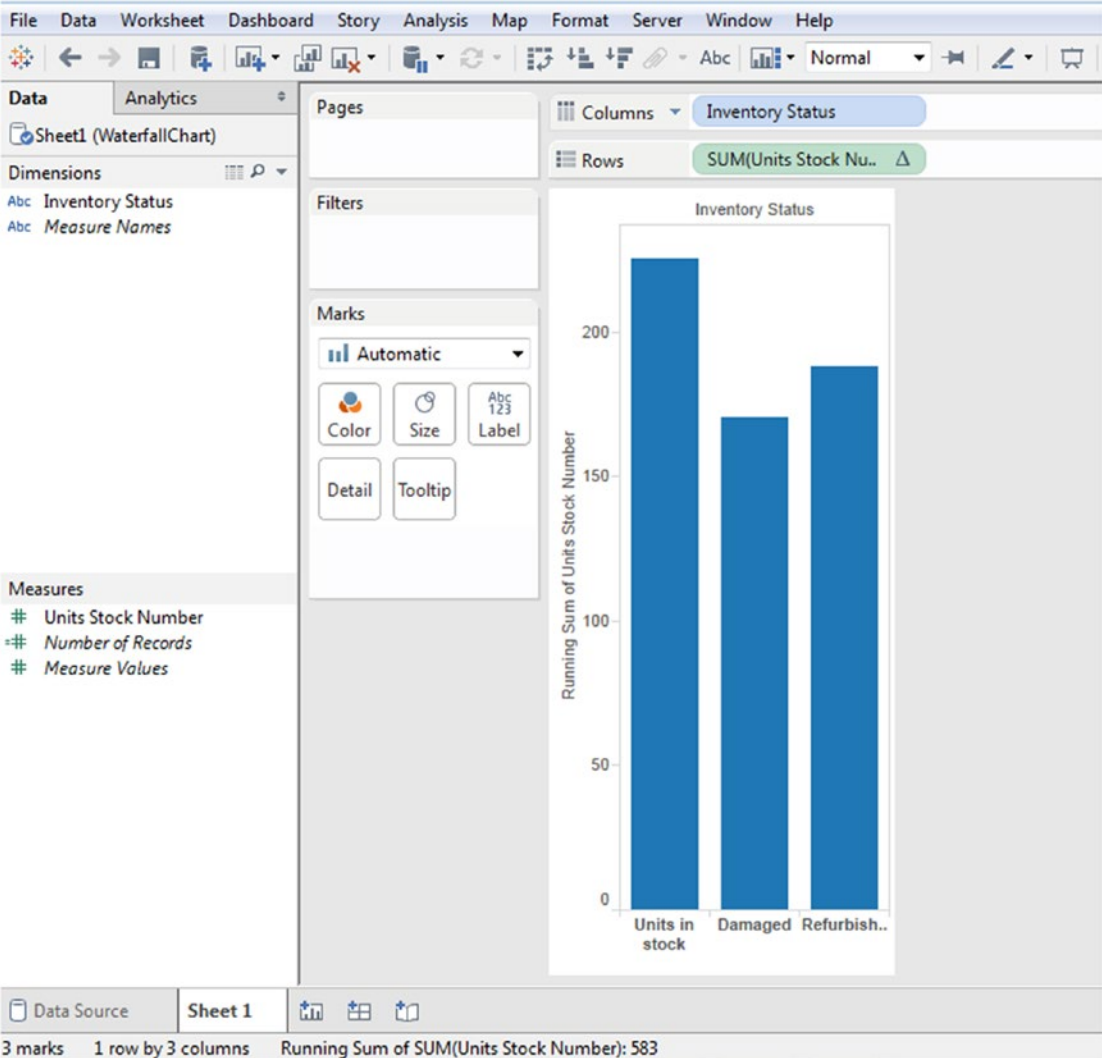 File Data Worksheet Dashboard Story Analysis Map Format Server Window Help
Abc Normal
Data Analytics
Sheet1 (WaterfallChart)
Dimensions
Abc Inventory Status
Abc Measure Names
Measures
# Units Stock Number
=# Number of Records
# Measure Values
Pages
Filters
Marks
Automatic
Color
Size
Abc
123
Label
Detail
Tooltip
Columns Inventory Status
Rows SUM(Units Stock Nu.. Δ
Inventory Status
Running Sum of Units Stock Number
200
150
100
50
0
Units in
stock
Damaged Refurbish..
Data Source Sheet 1
3 marks 1 row by 3 columns Running Sum of SUM(Units Stock Number): 583